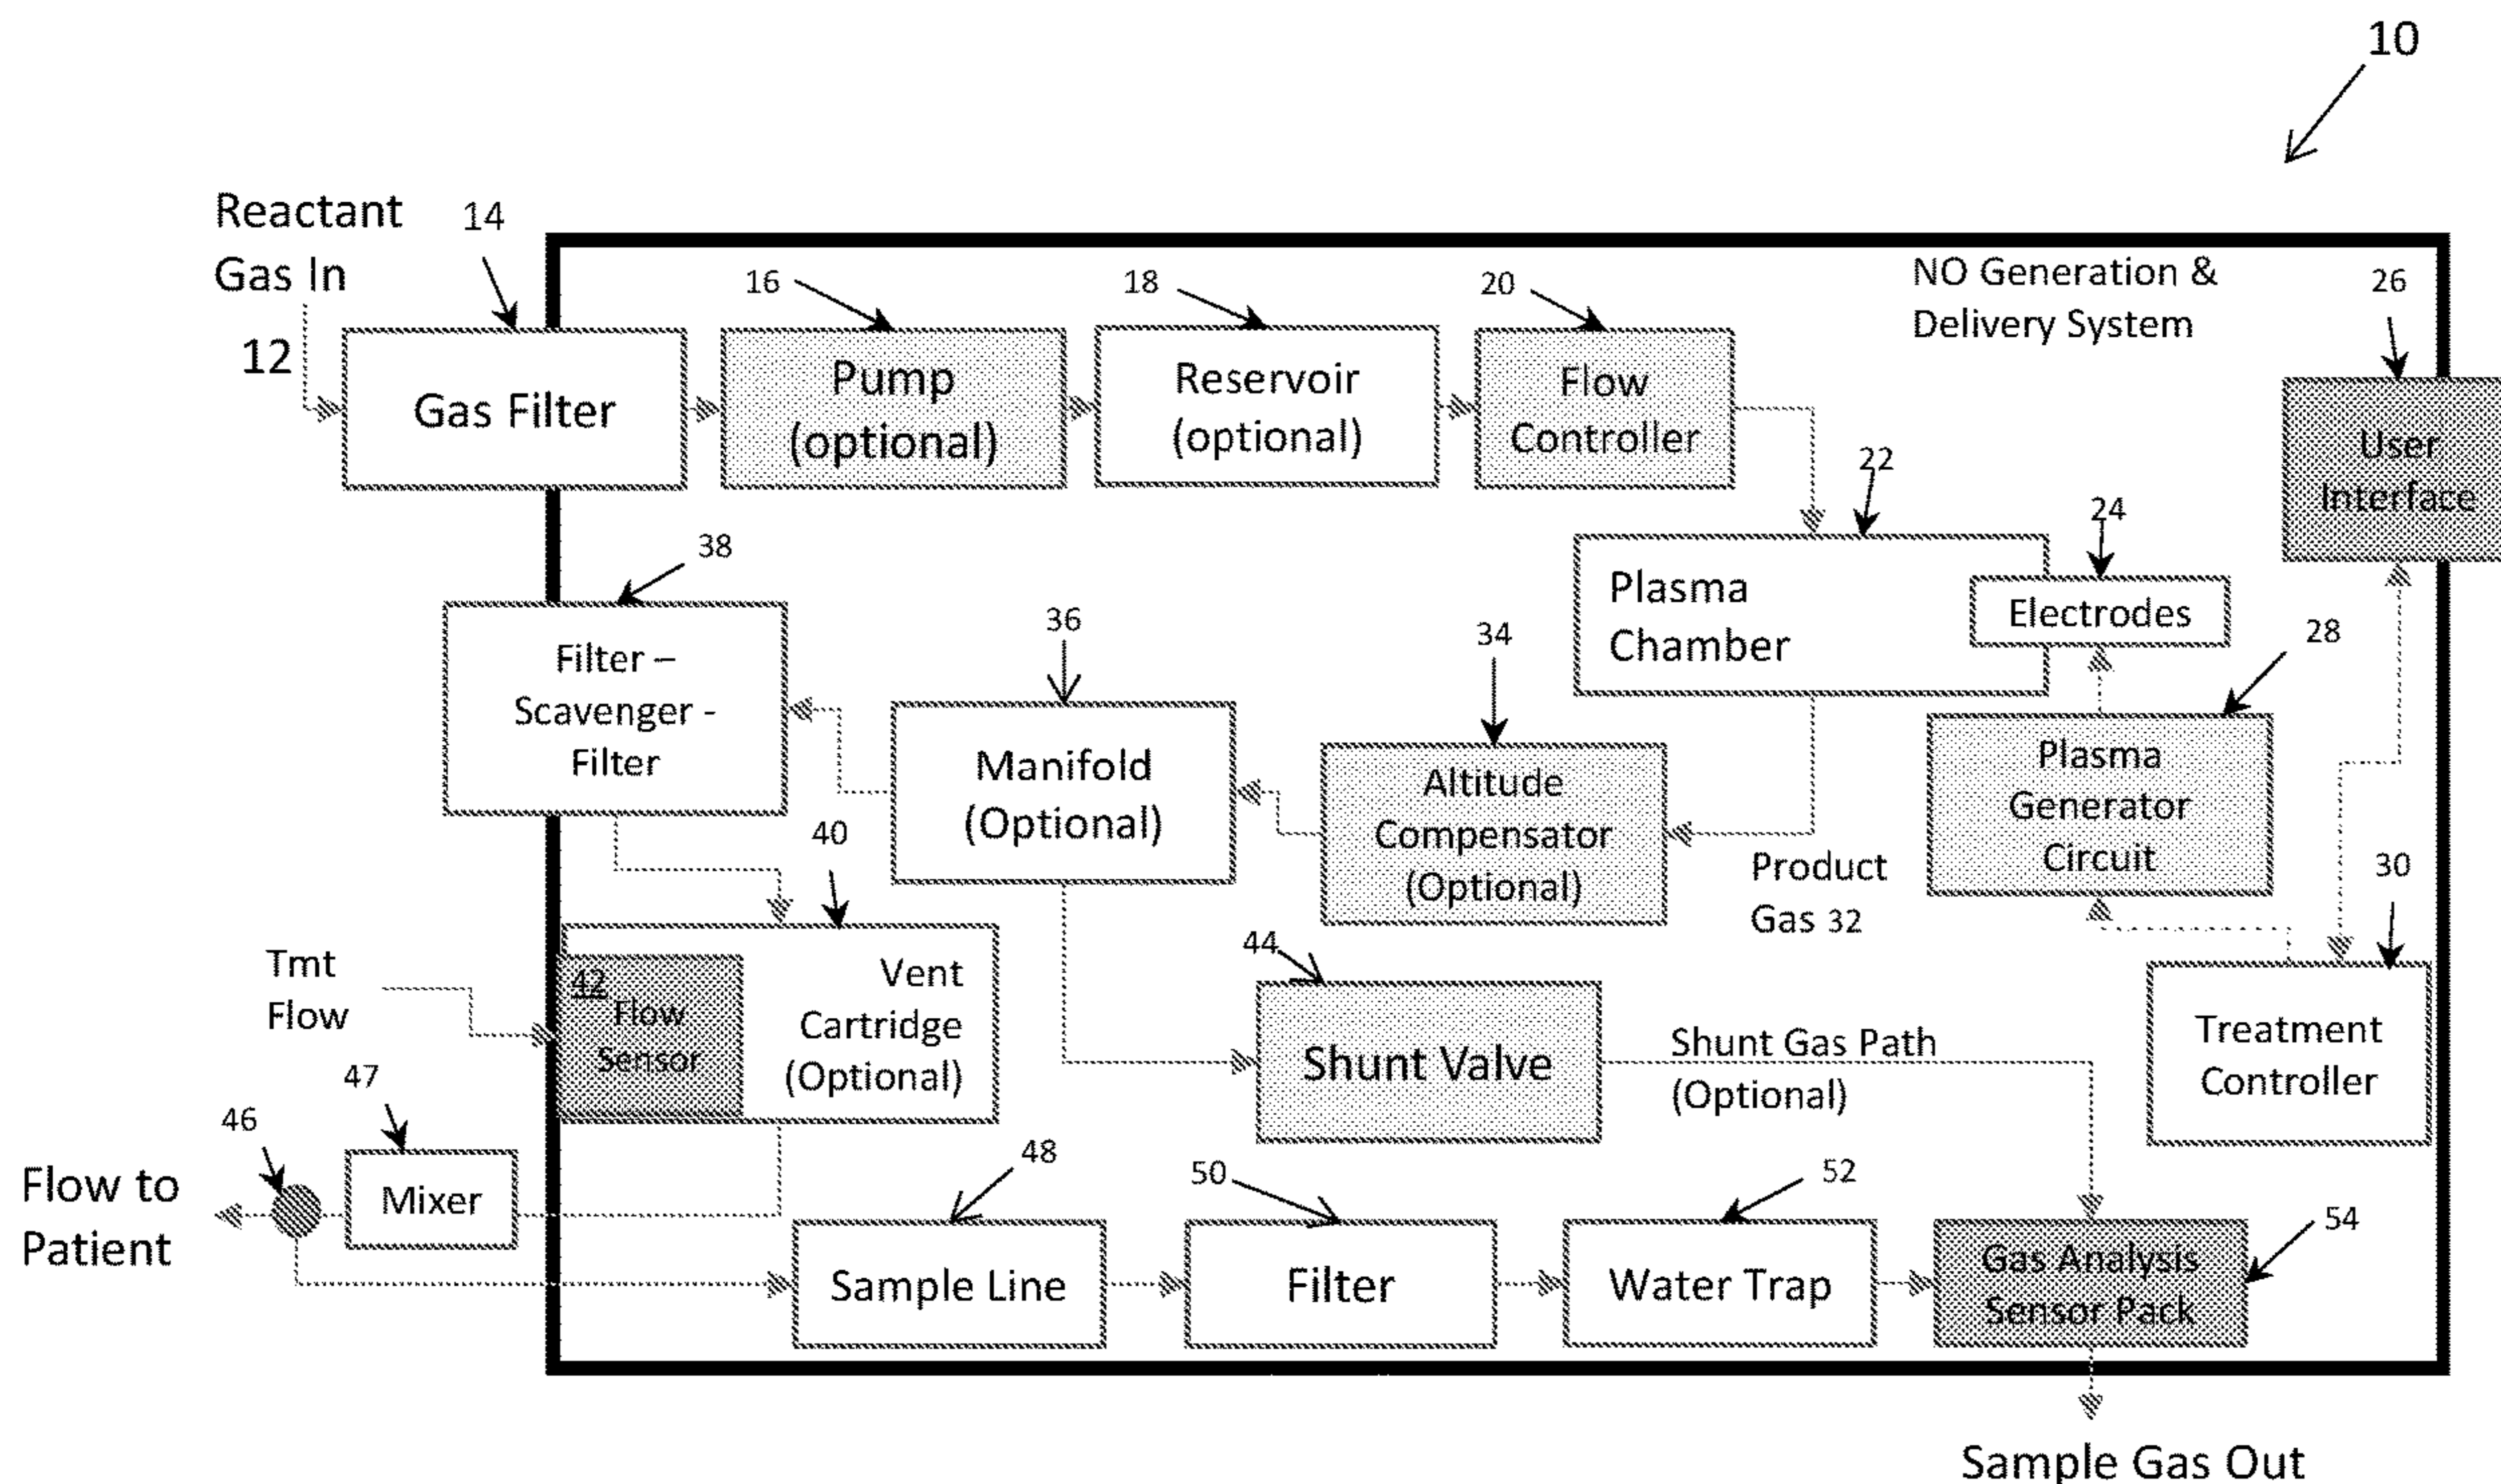 10
Reactant
Gas In
12
14
Gas Filter
16
Pump
(optional)
18
Reservoir
(optional)
20
Flow
Controller
NO Generation &
Delivery System
26
User
Interface
22
Plasma
Chamber
24
Electrodes
28
Plasma
Generator
Circuit
38
Filter –
Scavenger -
Filter
36
Manifold
(Optional)
34
Altitude
Compensator
(Optional)
Product
Gas 32
30
Treatment
Controller
40
Vent
Cartridge
(Optional)
42
Flow
Sensor
Tmt
Flow
44
Shunt Valve
Shunt Gas Path
(Optional)
47
Mixer
46
Flow to
Patient
48
Sample Line
50
Filter
52
Water Trap
54
Gas Analysis
Sensor Pack
Sample Gas Out